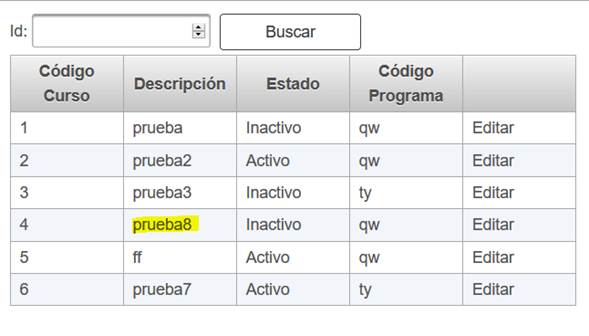 Id: Buscar
Código Curso Descripción Estado Código Programa
1 prueba Inactivo qw Editar
2 prueba2 Activo qw Editar
3 prueba3 Inactivo ty Editar
4 prueba8 Inactivo qw Editar
5 ff Activo qw Editar
6 prueba7 Activo ty Editar